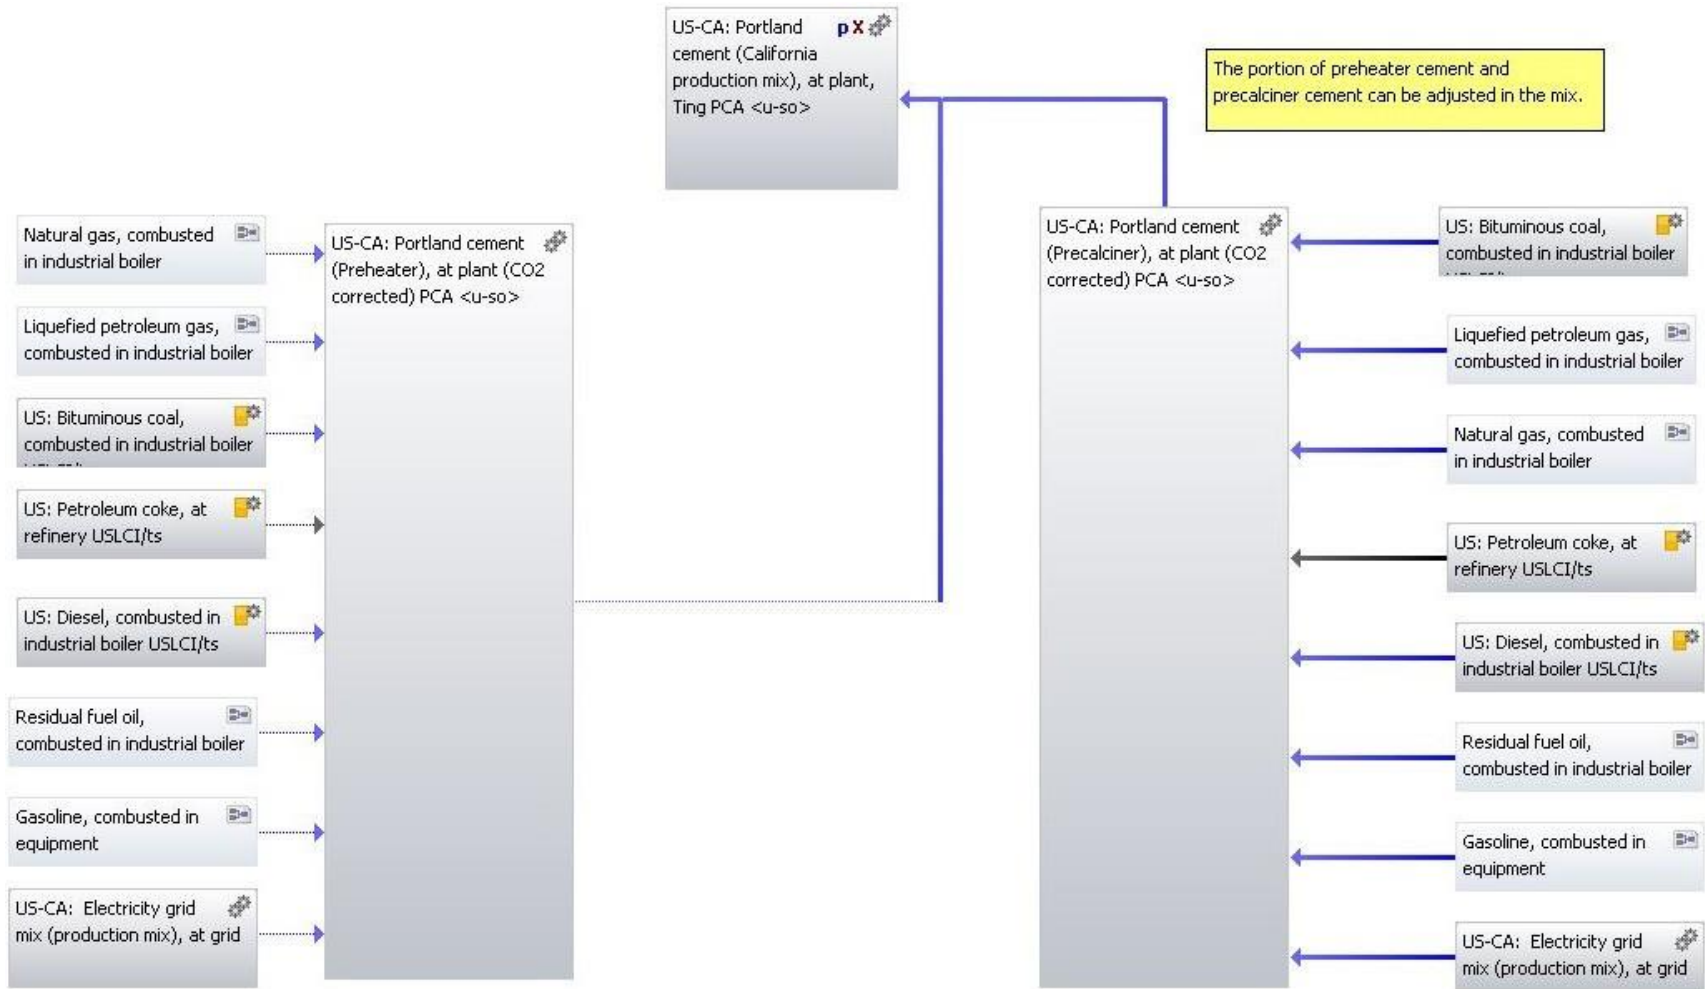 US-CA: Portland
cement (California
production mix), at plant,
Ting PCA <u-so>
p X
The portion of preheater cement and
precalciner cement can be adjusted in the mix.
Natural gas, combusted
in industrial boiler
Liquefied petroleum gas,
combusted in industrial boiler
US: Bituminous coal,
combusted in industrial boiler
US: Petroleum coke, at
refinery USLCI/ts
US: Diesel, combusted in
industrial boiler USLCI/ts
Residual fuel oil,
combusted in industrial boiler
Gasoline, combusted in
equipment
US-CA: Electricity grid
mix (production mix), at grid
US-CA: Portland cement
(Preheater), at plant (CO2
corrected) PCA <u-so>
US-CA: Portland cement
(Precalciner), at plant (CO2
corrected) PCA <u-so>
US: Bituminous coal,
combusted in industrial boiler
Liquefied petroleum gas,
combusted in industrial boiler
Natural gas, combusted
in industrial boiler
US: Petroleum coke, at
refinery USLCI/ts
US: Diesel, combusted in
industrial boiler USLCI/ts
Residual fuel oil,
combusted in industrial boiler
Gasoline, combusted in
equipment
US-CA: Electricity grid
mix (production mix), at grid